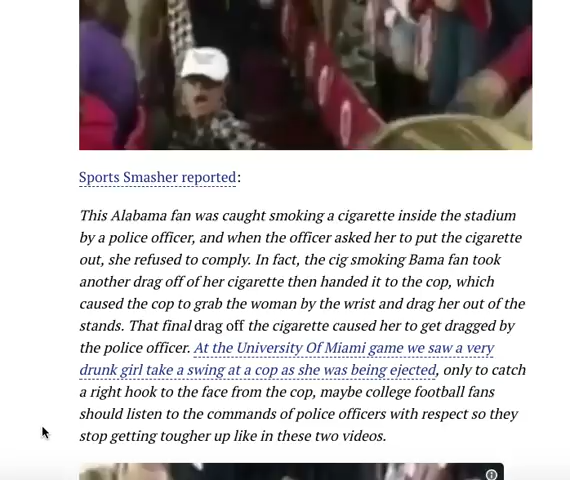 Sports Smasher reported:
This Alabama fan was caught smoking a cigarette inside the stadium
by a police officer, and when the officer asked her to put the cigarette
out, she refused to comply. In fact, the cig smoking Bama fan took
another drag off of her cigarette then handed it to the cop, which
caused the cop to grab the woman by the wrist and drag her out of the
stands. That final drag off the cigarette caused her to get dragged by
the police officer. At the University Of Miami game we saw a very
drunk girl take a swing at a cop as she was being ejected, only to catch
a right hook to the face from the cop, maybe college football fans
should listen to the commands of police officers with respect so they
stop getting tougher up like in these two videos.